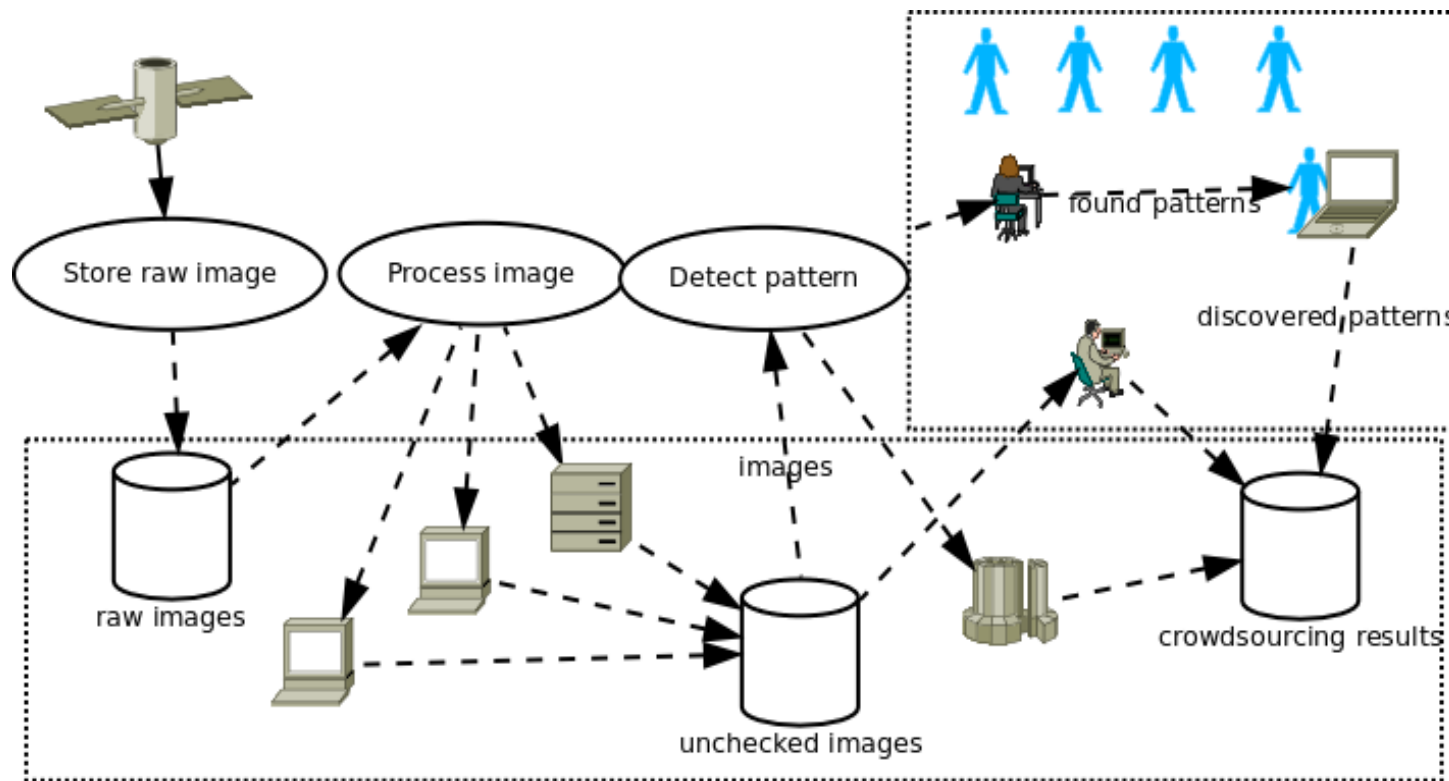 found patterns
Store raw image
Process image
Detect pattern
discovered patterns
images
raw images
crowdsourcing results
unchecked images